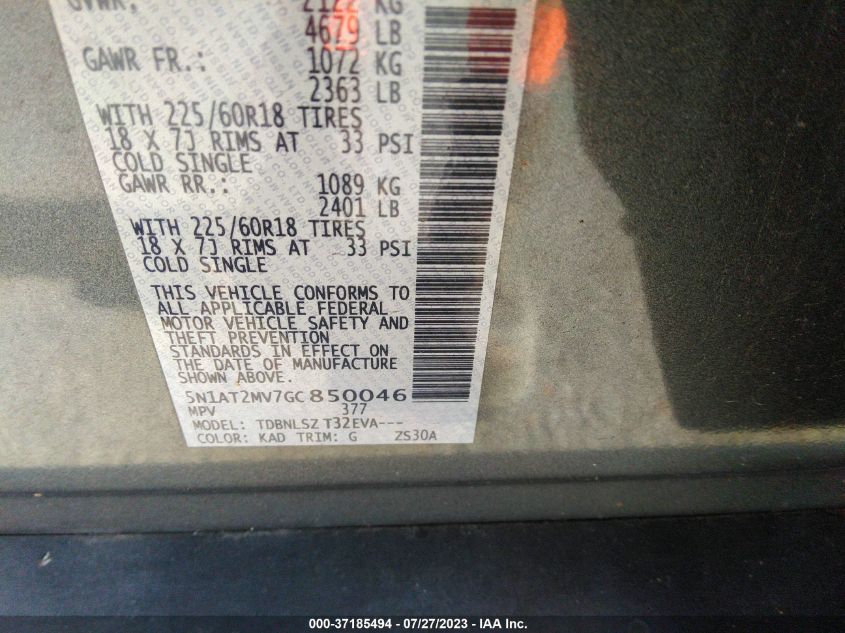 GVWR: 2122 KG
4679 LB
GAWR FR.: 1072 KG
2363 LB
WITH 225/60R18 TIRES
18 X 7J RIMS AT 33 PSI
COLD SINGLE
GAWR RR.: 1089 KG
2401 LB
WITH 225/60R18 TIRES
18 X 7J RIMS AT 33 PSI
COLD SINGLE
THIS VEHICLE CONFORMS TO
ALL APPLICABLE FEDERAL
MOTOR VEHICLE SAFETY AND
THEFT PREVENTION
STANDARDS IN EFFECT ON
THE DATE OF MANUFACTURE
SHOWN ABOVE.
5N1AT2MV7GC850046
MPV 377
MODEL: TDBNLSZ T32EVA---
COLOR: KAD TRIM: G ZS30A
000-37185494 / 07/27/2023 - IAA Inc.